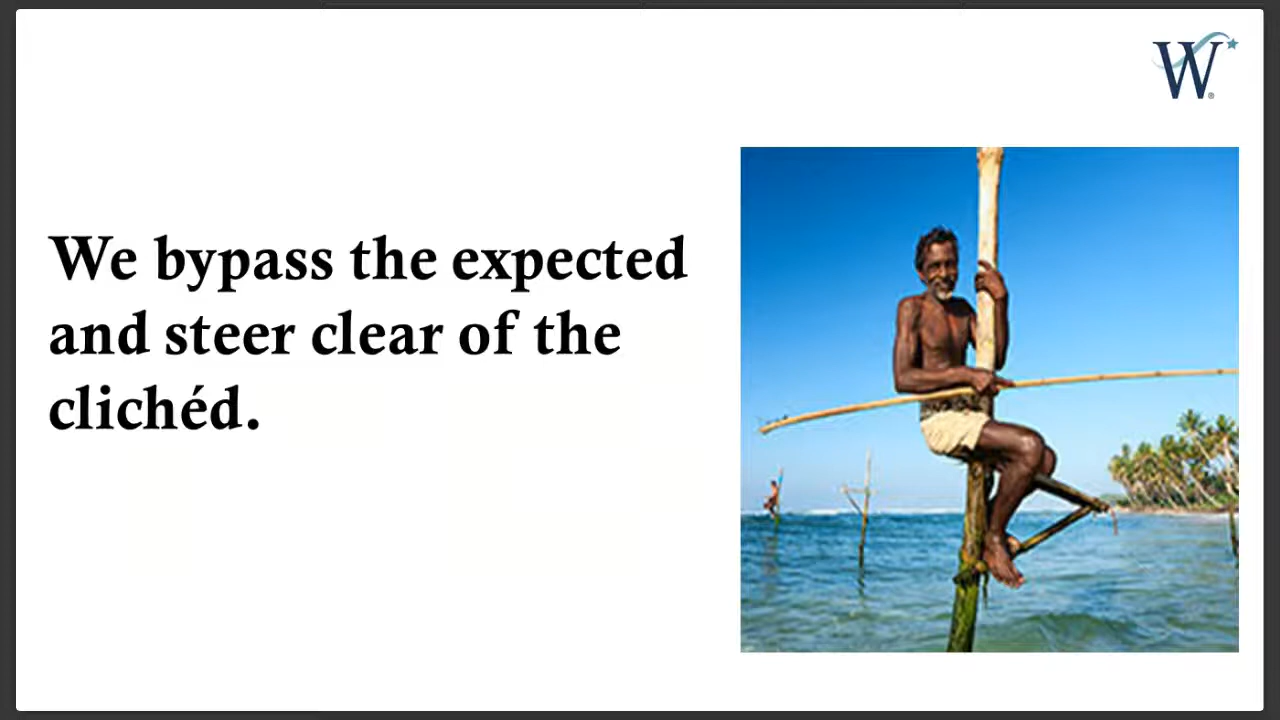 W®
We bypass the expected
and steer clear of the
clichéd.